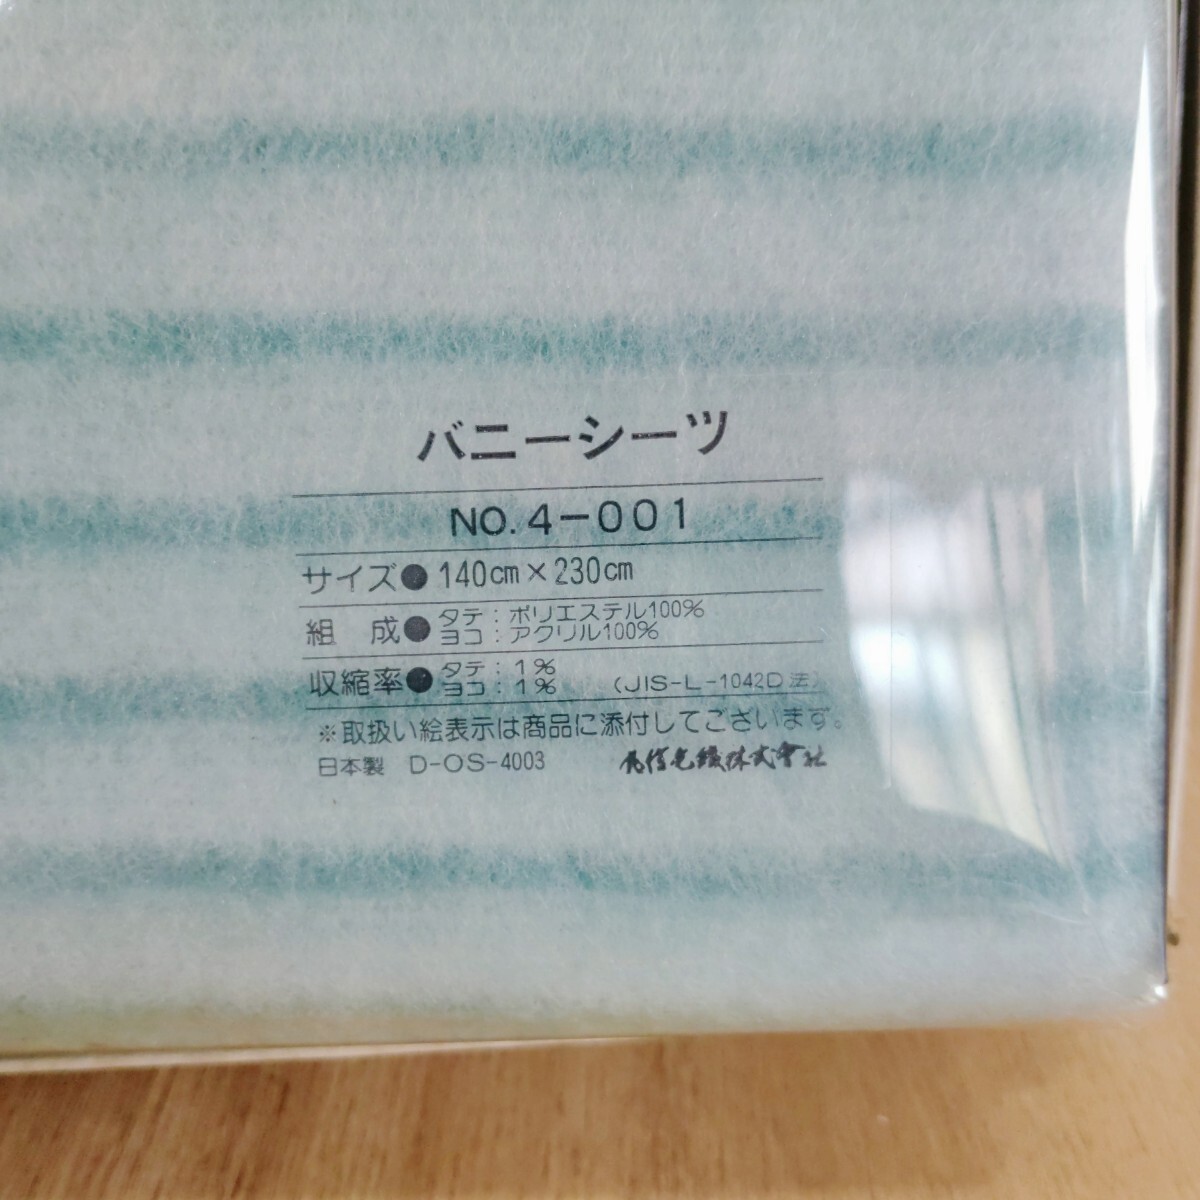 バニーシーツ
NO.4-001
サイズ●140cm×230cm
組 成●タテ:ポリエステル100%
ヨコ:アクリル100%
収縮率●タテ:1%
ヨコ:1% (JIS-L-1042D法)
※取扱い絵表示は商品に添付してございます。
日本製 D-OS-4003 株式會社